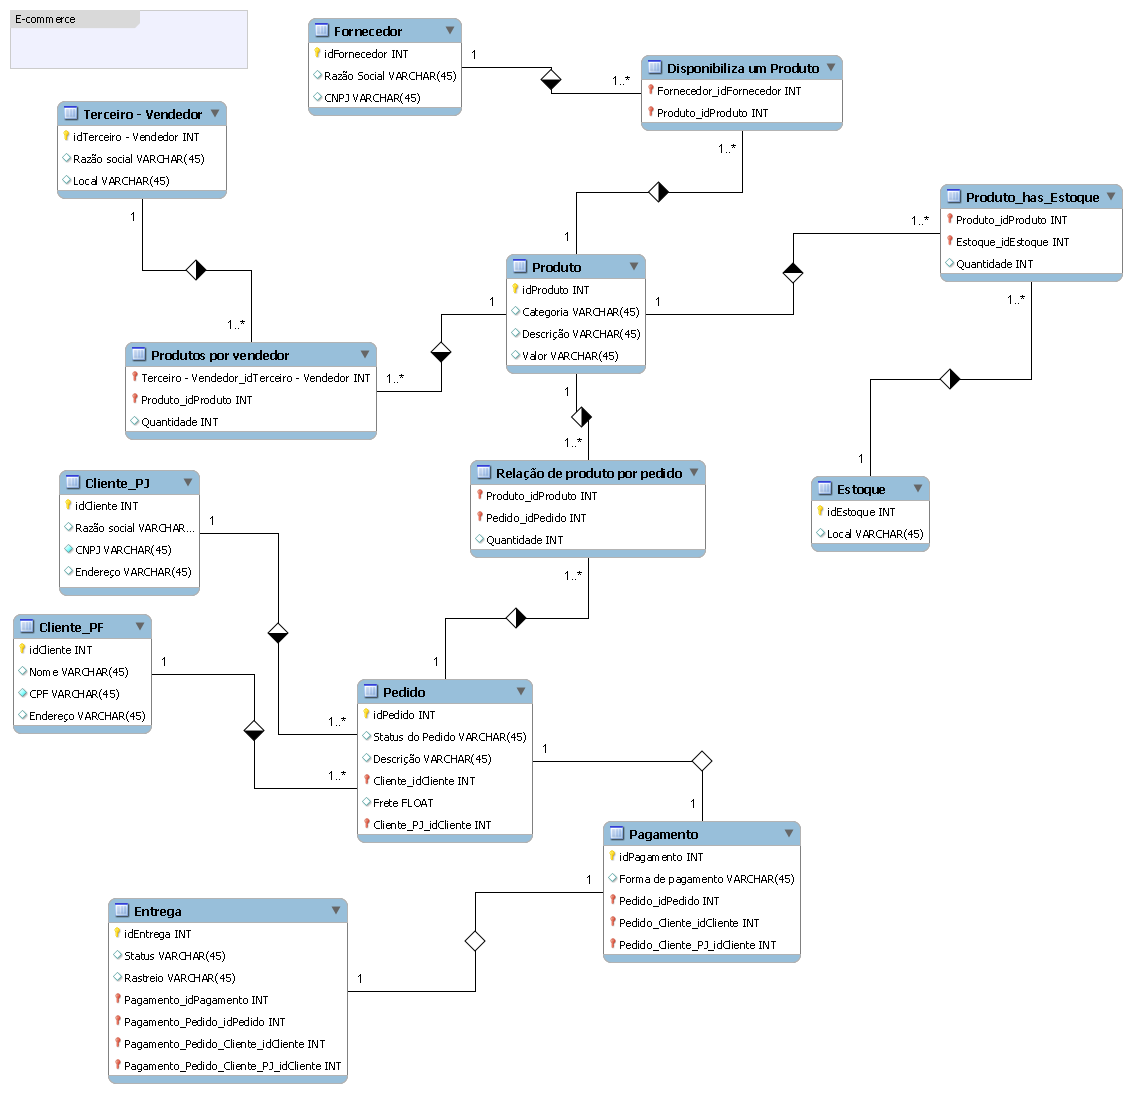 E-commerce
Fornecedor
idFornecedor INT
Razão Social VARCHAR(45)
CNPJ VARCHAR(45)
1
1..*
Disponibiliza um Produto
Fornecedor_idFornecedor INT
Produto_idProduto INT
1..*
1
Terceiro - Vendedor
idTerceiro - Vendedor INT
Razão social VARCHAR(45)
Local VARCHAR(45)
1
1..*
Produto_has_Estoque
Produto_idProduto INT
Estoque_idEstoque INT
Quantidade INT
1..*
1..*
Produto
idProduto INT
Categoria VARCHAR(45)
Descrição VARCHAR(45)
Valor VARCHAR(45)
1
1
1
Produtos por vendedor
Terceiro - Vendedor_idTerceiro - Vendedor INT
Produto_idProduto INT
Quantidade INT
1..*
1..*
Relação de produto por pedido
Produto_idProduto INT
Pedido_idPedido INT
Quantidade INT
1..*
1
1
Estoque
idEstoque INT
Local VARCHAR(45)
Cliente_PJ
idCliente INT
Razão social VARCHAR...
CNPJ VARCHAR(45)
Endereço VARCHAR(45)
1
Cliente_PF
idCliente INT
Nome VARCHAR(45)
CPF VARCHAR(45)
Endereço VARCHAR(45)
1
1..*
1..*
Pedido
idPedido INT
Status do Pedido VARCHAR(45)
Descrição VARCHAR(45)
Cliente_idCliente INT
Frete FLOAT
Cliente_PJ_idCliente INT
1
1
Pagamento
idPagamento INT
Forma de pagamento VARCHAR(45)
Pedido_idPedido INT
Pedido_Cliente_idCliente INT
Pedido_Cliente_PJ_idCliente INT
1
1
Entrega
idEntrega INT
Status VARCHAR(45)
Rastreio VARCHAR(45)
Pagamento_idPagamento INT
Pagamento_Pedido_idPedido INT
Pagamento_Pedido_Cliente_idCliente INT
Pagamento_Pedido_Cliente_PJ_idCliente INT